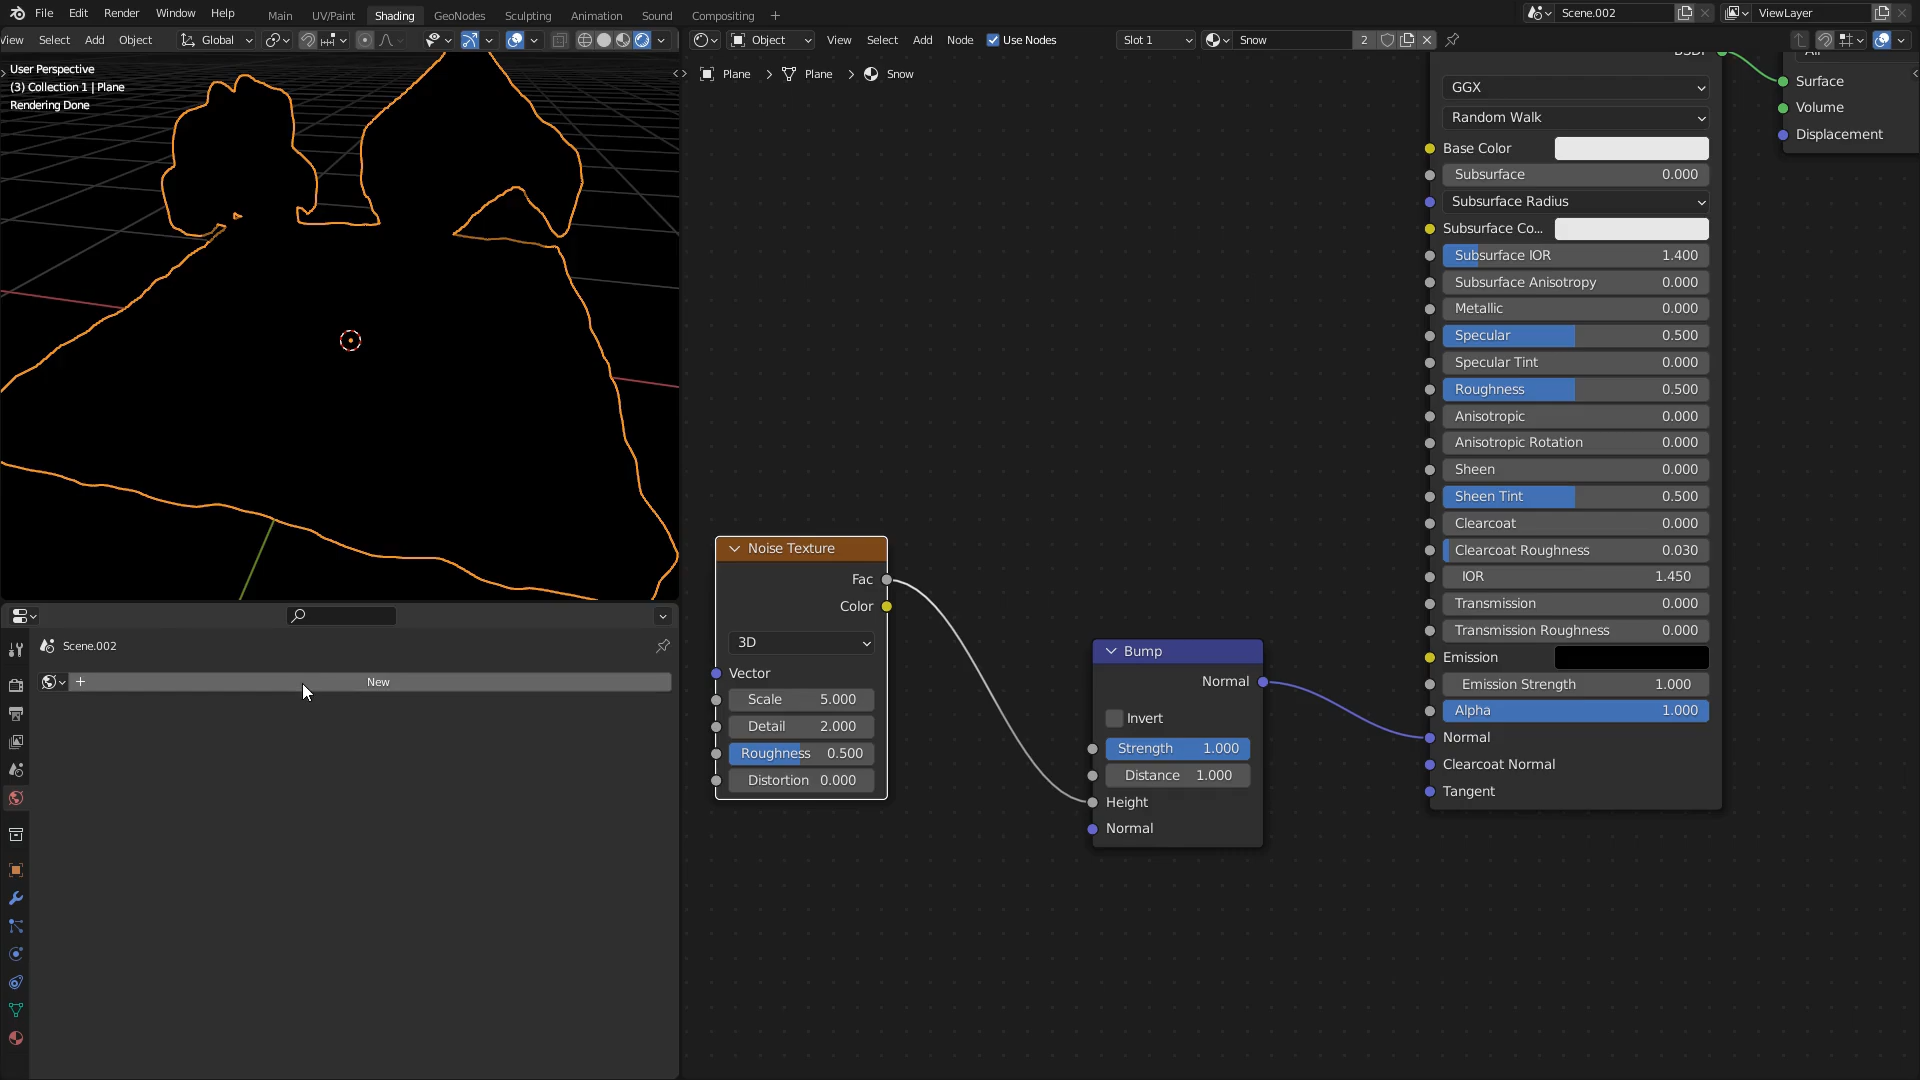 File Edit Render Window Help Main UV/Paint Shading GeoNodes Sculpting Animation Sound Compositing + Scene.002 ViewLayer
View Select Add Object Global Object View Select Add Node Use Nodes Slot 1 Snow 2
User Perspective
(3) Collection 1 | Plane
Rendering Done
Plane > Plane > Snow
GGX
Random Walk
Base Color
Subsurface 0.000
Subsurface Radius
Subsurface Co...
Subsurface IOR 1.400
Subsurface Anisotropy 0.000
Metallic 0.000
Specular 0.500
Specular Tint 0.000
Roughness 0.500
Anisotropic 0.000
Anisotropic Rotation 0.000
Sheen 0.000
Sheen Tint 0.500
Clearcoat 0.000
Clearcoat Roughness 0.030
IOR 1.450
Transmission 0.000
Transmission Roughness 0.000
Emission
Emission Strength 1.000
Alpha 1.000
Normal
Clearcoat Normal
Tangent
Surface
Volume
Displacement
Noise Texture
Fac
Color
3D
Vector
Scale 5.000
Detail 2.000
Roughness 0.500
Distortion 0.000
Bump
Normal
Invert
Strength 1.000
Distance 1.000
Height
Normal
Scene.002
+ New